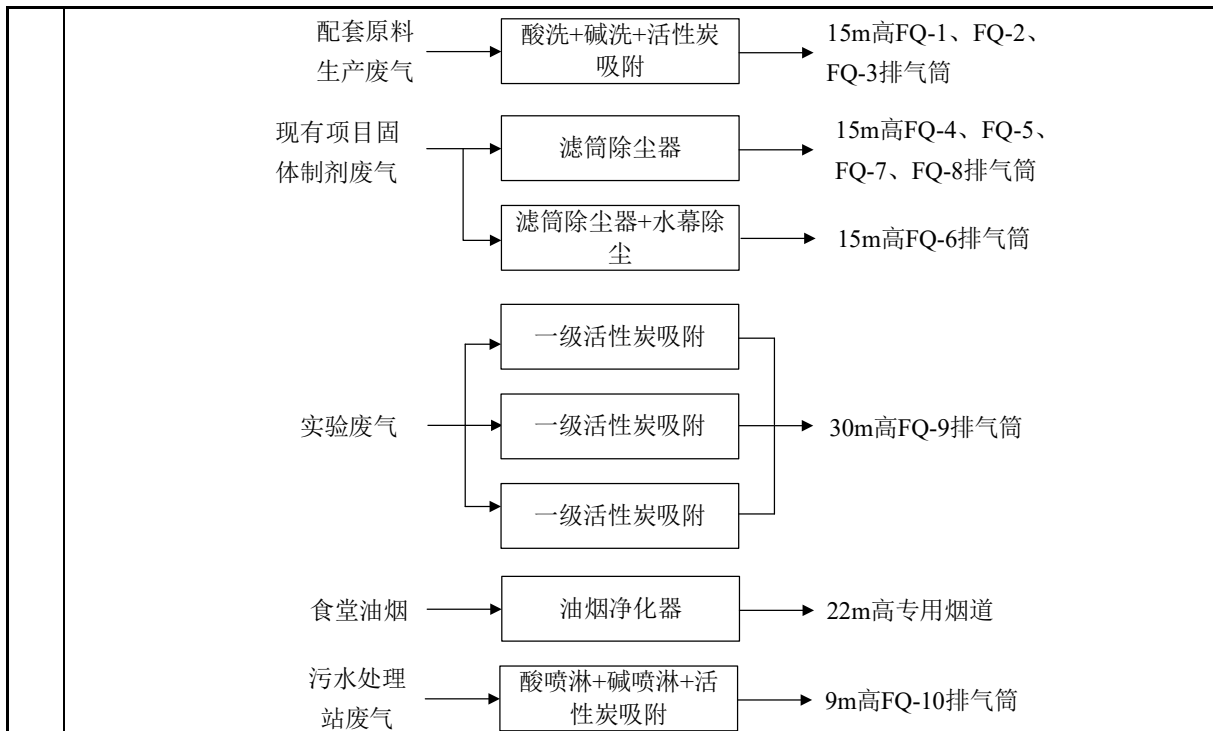 配套原料
生产废气
酸洗+碱洗+活性炭
吸附
15m高FQ-1、FQ-2、
FQ-3排气筒
现有项目固
体制剂废气
滤筒除尘器
15m高FQ-4、FQ-5、
FQ-7、FQ-8排气筒
滤筒除尘器+水幕除
尘
15m高FQ-6排气筒
实验废气
一级活性炭吸附
一级活性炭吸附
一级活性炭吸附
30m高FQ-9排气筒
食堂油烟
油烟净化器
22m高专用烟道
污水处理
站废气
酸喷淋+碱喷淋+活
性炭吸附
9m高FQ-10排气筒